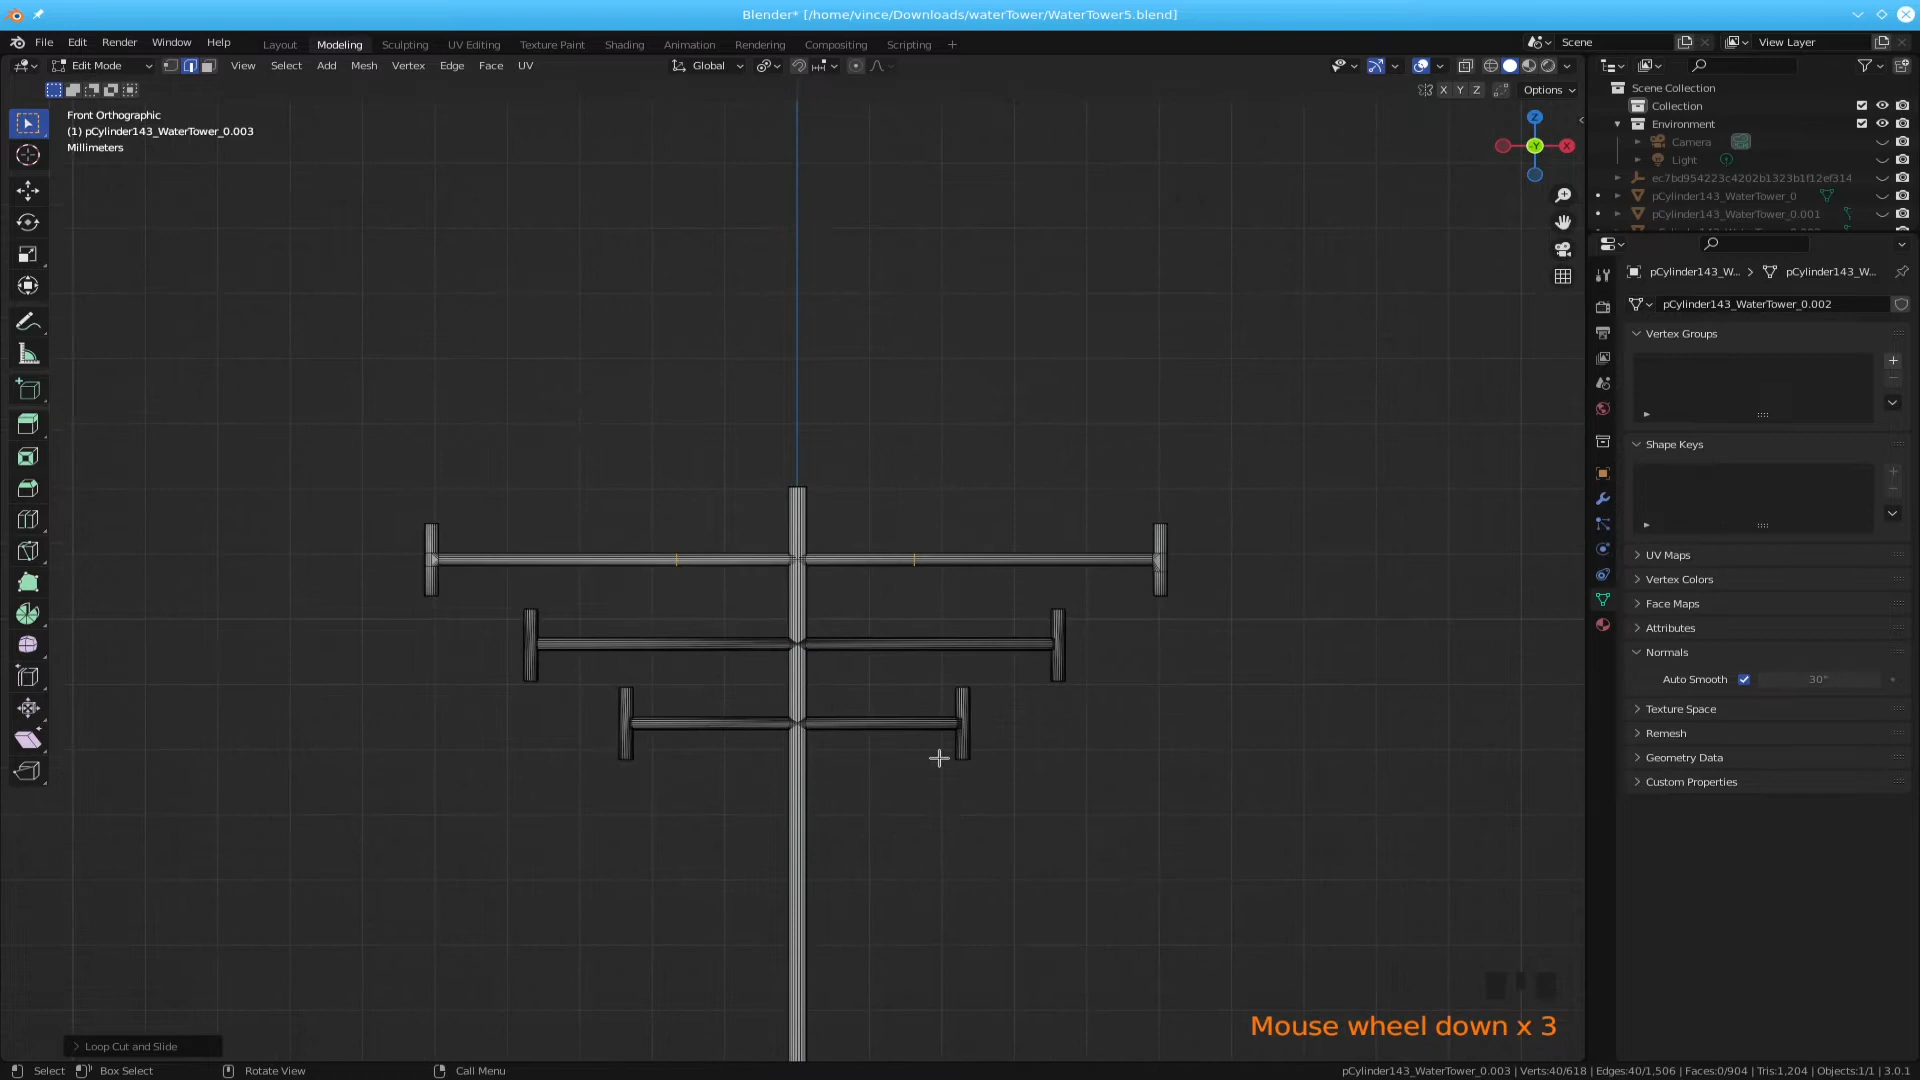 Blender* [/home/vince/Downloads/waterTower/WaterTower5.blend]
File Edit Render Window Help
Layout Modeling Sculpting UV Editing Texture Paint Shading Animation Rendering Compositing Scripting +
Scene
View Layer
Edit Mode View Select Add Mesh Vertex Edge Face UV
Global
X Y Z Options
Front Orthographic
(1) pCylinder143_WaterTower_0.003
Millimeters
Z
Y
X
Scene Collection
Collection
Environment
Camera
Light
ec7bd954223c4202b1323b1f12ef314
pCylinder143_WaterTower_0
pCylinder143_WaterTower_0.001
pCylinder143_W... > pCylinder143_W...
pCylinder143_WaterTower_0.002
Vertex Groups
Shape Keys
UV Maps
Vertex Colors
Face Maps
Attributes
Normals
Auto Smooth 30°
Texture Space
Remesh
Geometry Data
Custom Properties
Mouse wheel down x 3
Loop Cut and Slide
Select Box Select Rotate View Call Menu
pCylinder143_WaterTower_0.003 | Verts:40/618 | Edges:40/1,506 | Faces:0/904 | Tris:1,204 | Objects:1/1 | 3.0.1